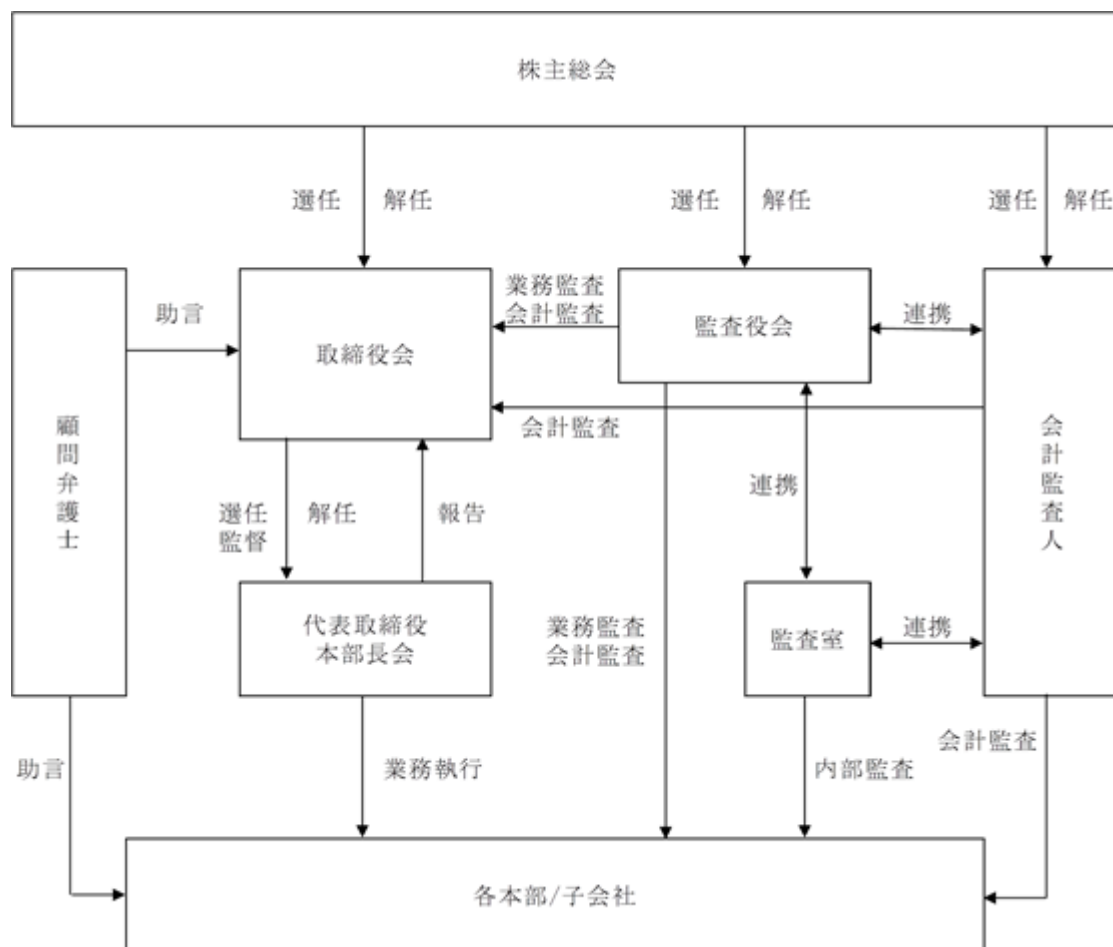 株主総会
選任
解任
選任
解任
選任
解任
顧問弁護士
助言
取締役会
業務監査
会計監査
監査役会
連携
会計監査人
会計監査
選任
監督
解任
報告
連携
代表取締役
本部長会
業務監査
会計監査
監査室
連携
助言
業務執行
内部監査
会計監査
各本部/子会社